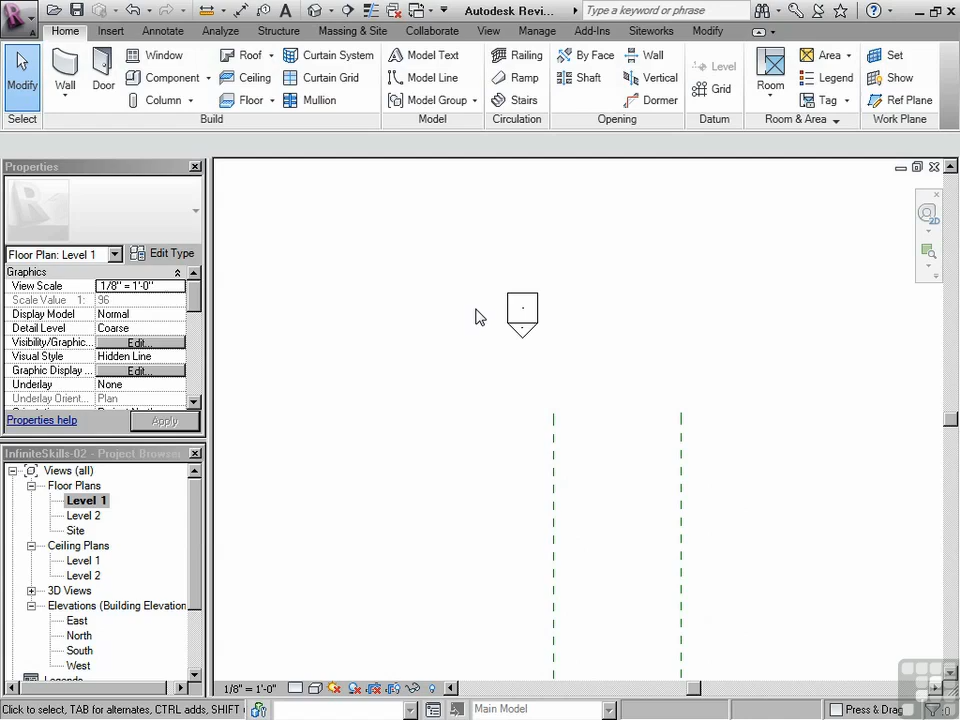 Autodesk Revi...
Type a keyword or phrase
Home Insert Annotate Analyze Structure Massing & Site Collaborate View Manage Add-Ins Siteworks Modify
Modify Wall Door Window Roof Curtain System Model Text Railing By Face Wall Level Room Area Set
Component Ceiling Curtain Grid Model Line Ramp Shaft Vertical Grid Legend Show
Column Floor Mullion Model Group Stairs Dormer Tag Ref Plane
Select Build Model Circulation Opening Datum Room & Area Work Plane
Properties
Floor Plan: Level 1 Edit Type
Graphics
View Scale 1/8" = 1'-0"
Scale Value 1: 96
Display Model Normal
Detail Level Coarse
Visibility/Graphic... Edit...
Visual Style Hidden Line
Graphic Display ... Edit...
Underlay None
Underlay Orient... Plan
Properties help Apply
InfiniteSkills-02 - Project Browser
Views (all)
Floor Plans
Level 1
Level 2
Site
Ceiling Plans
Level 1
Level 2
3D Views
Elevations (Building Elevation
East
North
South
West
1/8" = 1'-0"
Click to select, TAB for alternates, CTRL adds, SHIFT
Main Model
Press & Drag
:0
2D